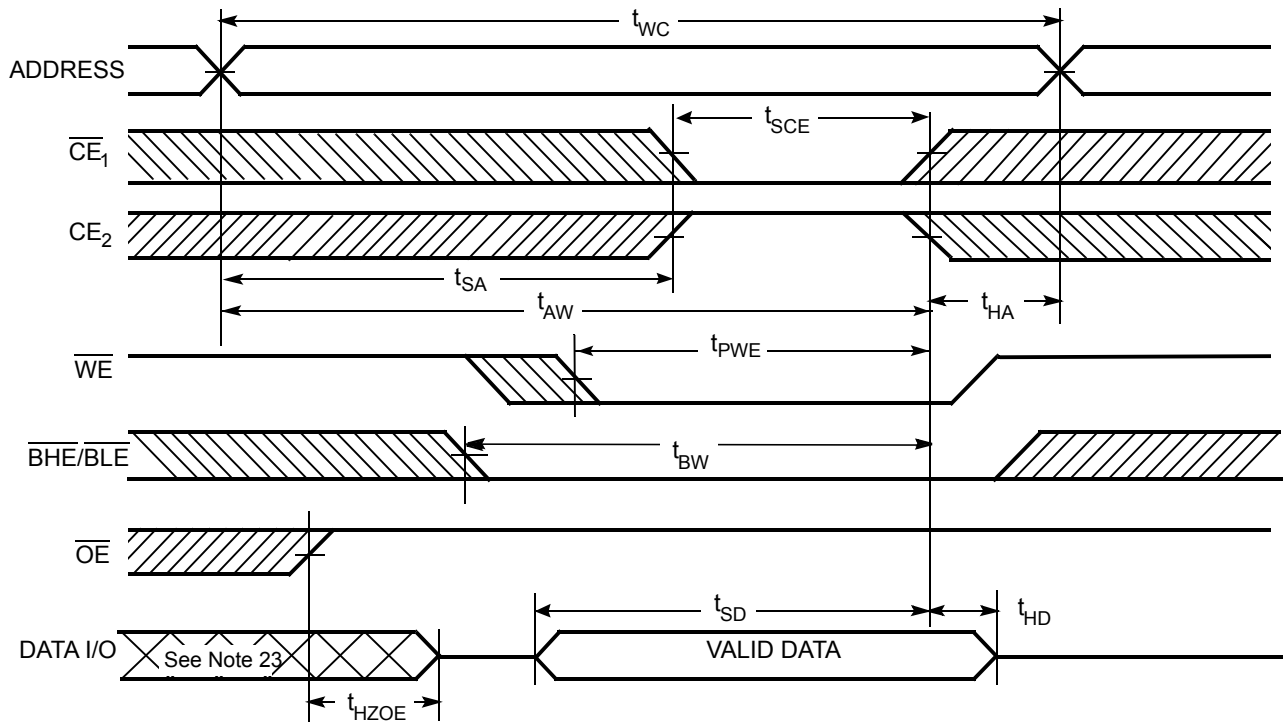 tWC
ADDRESS
tSCE
CE1
CE2
tSA
tAW
tHA
WE
tPWE
BHE/BLE
tBW
OE
tSD
tHD
DATA I/O
See Note 23
VALID DATA
tHZOE